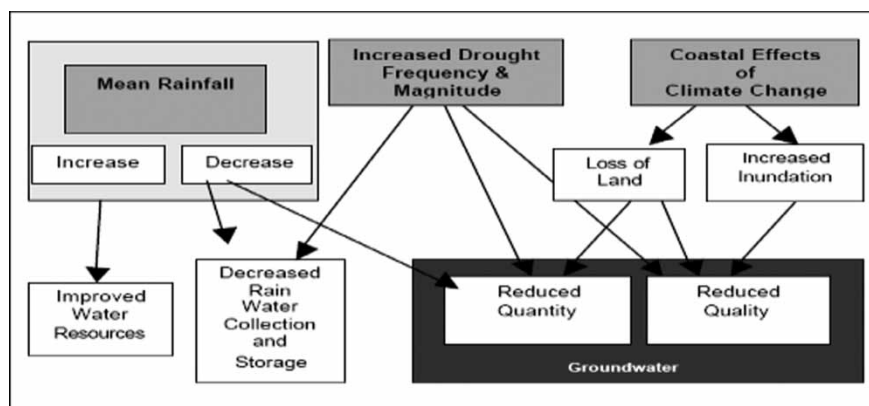 Mean Rainfall
Increase
Decrease
Increased Drought
Frequency &
Magnitude
Coastal Effects
of
Climate Change
Loss of
Land
Increased
Inundation
Improved
Water
Resources
Decreased
Rain
Water
Collection
and
Storage
Reduced
Quantity
Reduced
Quality
Groundwater